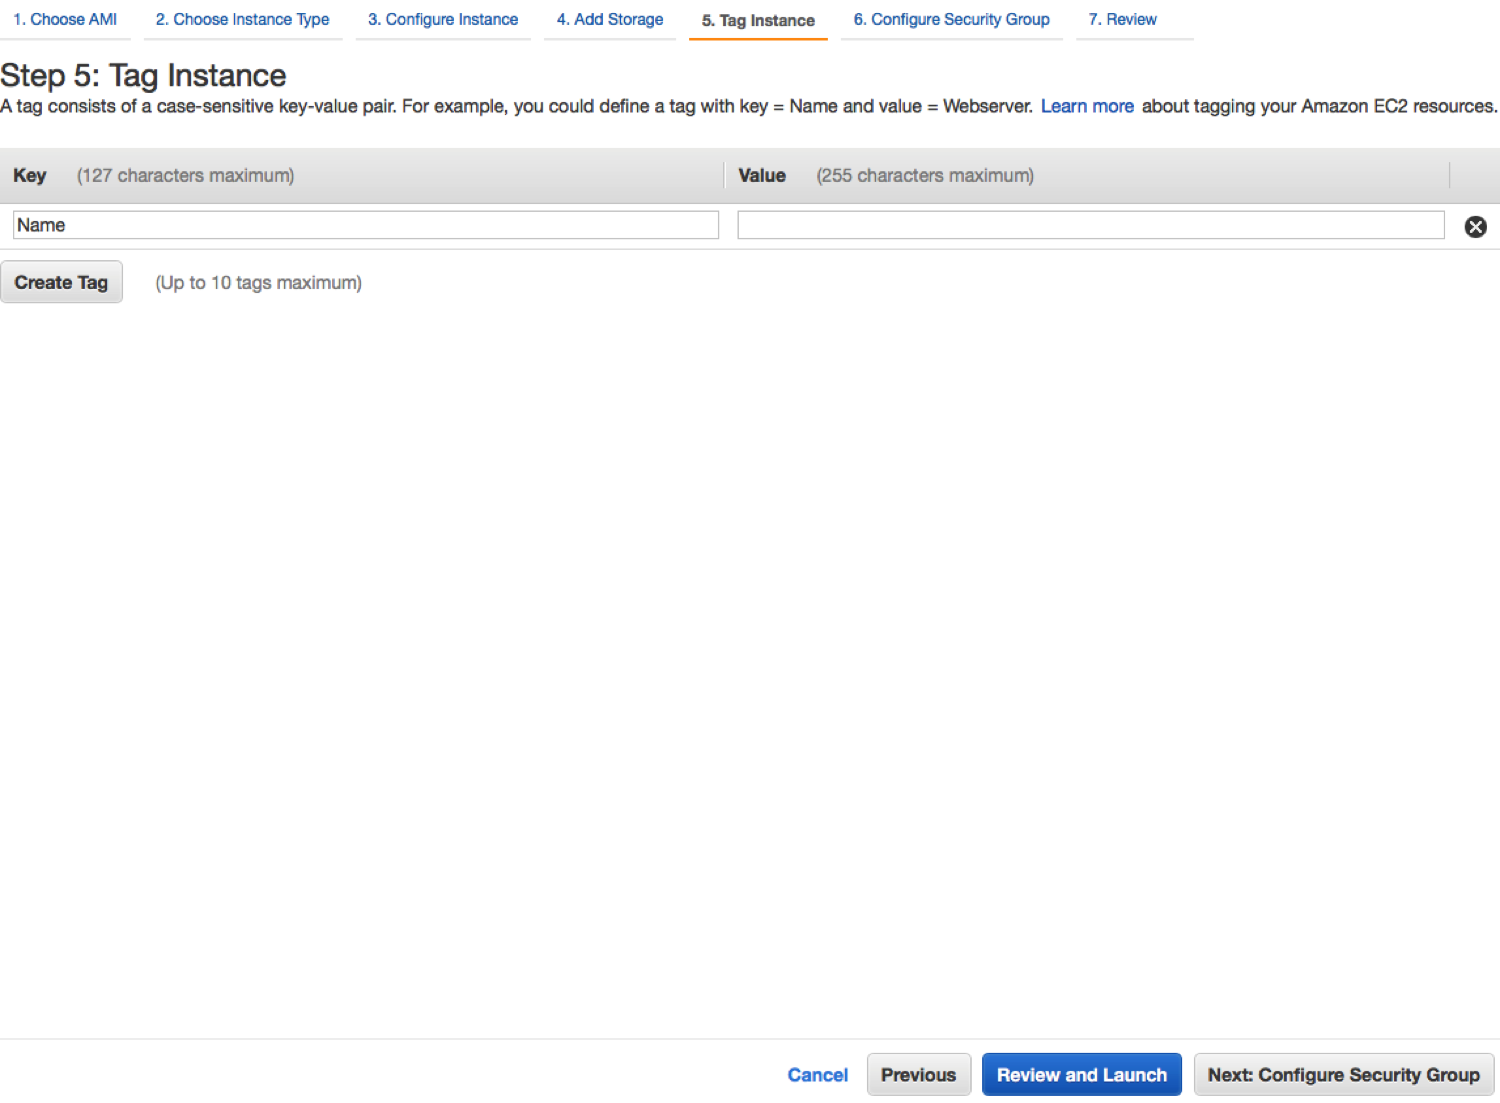 1. Choose AMI 2. Choose Instance Type 3. Configure Instance 4. Add Storage 5. Tag Instance 6. Configure Security Group 7. Review
Step 5: Tag Instance
A tag consists of a case-sensitive key-value pair. For example, you could define a tag with key = Name and value = Webserver. Learn more about tagging your Amazon EC2 resources.
Key (127 characters maximum) Value (255 characters maximum)
Name
Create Tag (Up to 10 tags maximum)
Cancel Previous Review and Launch Next: Configure Security Group